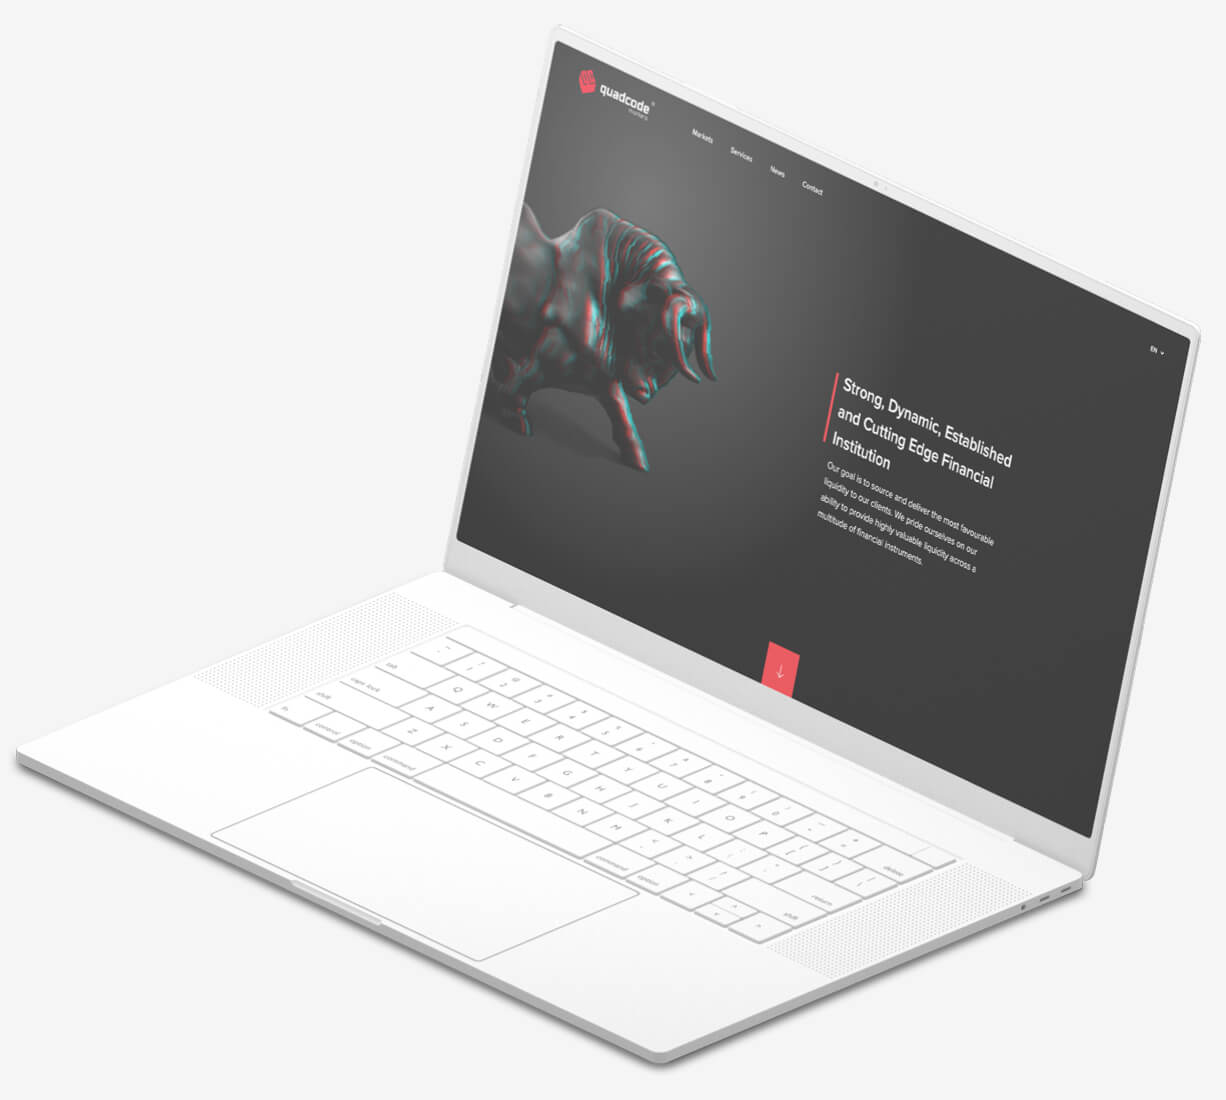 quadcode
markets
Markets Services News Contact
EN
Strong, Dynamic, Established
and Cutting Edge Financial
Institution
Our goal is to source and deliver the most favourable
liquidity to our clients. We pride ourselves on our
ability to provide highly valuable liquidity across a
multitude of financial instruments.
tab
Q W E R T Y U I O P
delete
caps lock
A S D F G H J K L
return
shift
Z X C V B N M
shift
fn control option command
command option